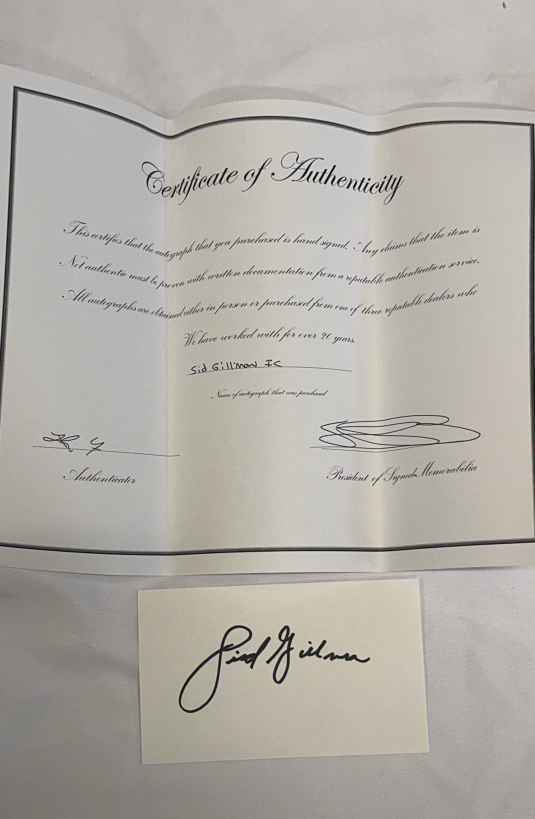 Certificate of Authenticity
This certifies that the autograph that you purchased is hand signed. Any claims that the item is
Not authentic must be proven with written documentation from a reputable authentication service.
All autographs are obtained either in person or purchased from one of three reputable dealers who
We have worked with for over 20 years
Sid Gillman IC
Name of autograph that was purchased
Authenticator
President of Signed Memorabilia
Sid Gillman